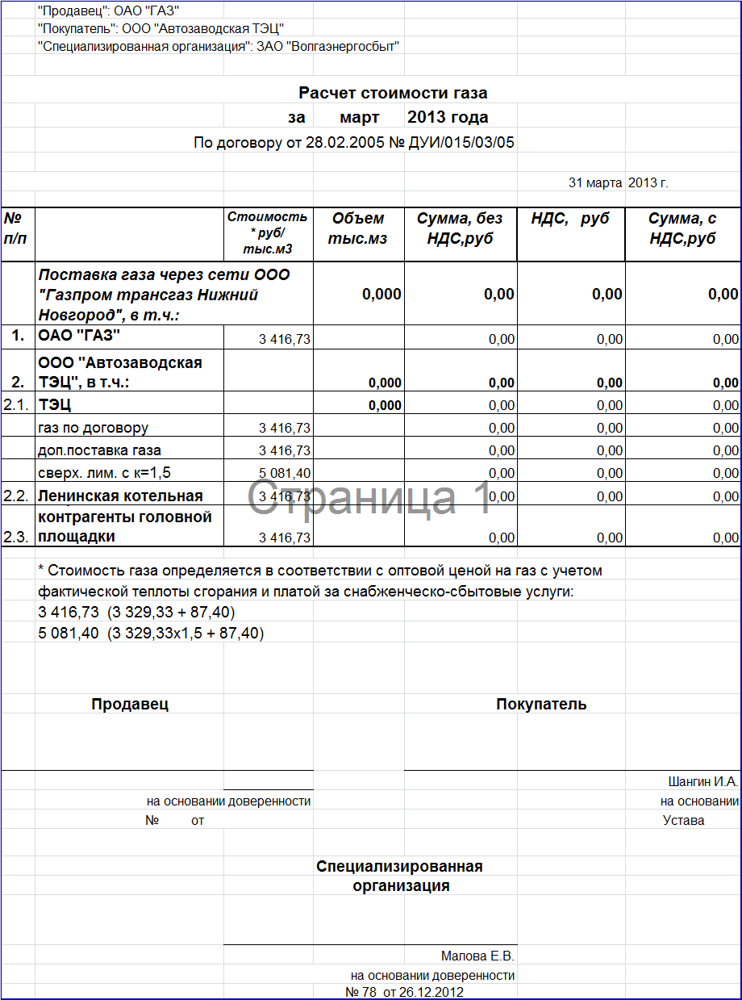 "Продавец": ОАО "ГАЗ"
"Покупатель": ООО "Автозаводская ТЭЦ"
"Специализированная организация": ЗАО "Волгаэнергосбыт"
Расчет стоимости газа
за март 2013 года
По договору от 28.02.2005 № ДУИ/015/03/05
31 марта 2013 г.
№ п/п Стоимость * руб/ тыс.м3 Объем тыс.мз Сумма, без НДС,руб НДС, руб Сумма, с НДС,руб
Поставка газа через сети ООО
"Газпром трансгаз Нижний 0,000 0,00 0,00 0,00
Новгород", в т.ч.:
1. ОАО "ГАЗ" 3 416,73 0,00 0,00 0,00
ООО "Автозаводская
2. ТЭЦ", в т.ч.: 0,000 0,00 0,00 0,00
2.1. ТЭЦ 0,000 0,00 0,00 0,00
газ по договору 3 416,73 0,00 0,00 0,00
доп.поставка газа 3 416,73 0,00 0,00 0,00
сверх. лим. с к=1,5 5 081,40 0,00 0,00 0,00
Страница 1
2.2. Ленинская котельная 3 416,73 0,00 0,00 0,00
контрагенты головной
2.3. площадки 3 416,73 0,00 0,00 0,00
* Стоимость газа определяется в соответствии с оптовой ценой на газ с учетом
фактической теплоты сгорания и платой за снабженческо-сбытовые услуги:
3 416,73 (3 329,33 + 87,40)
5 081,40 (3 329,33х1,5 + 87,40)
Продавец Покупатель
Шангин И.А.
на основании доверенности на основании
№ от Устава
Специализированная
организация
Малова Е.В.
на основании доверенности
№ 78 от 26.12.2012